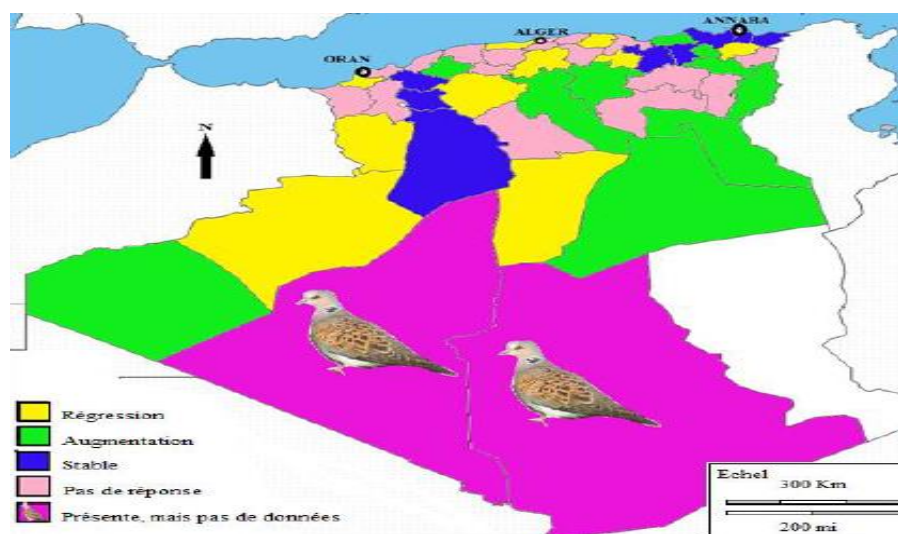 ANNABA
ALGER
ORAN
N
Régression
Augmentation
Stable
Pas de réponse
Présente, mais pas de données
Echel
300 Km
200 mi